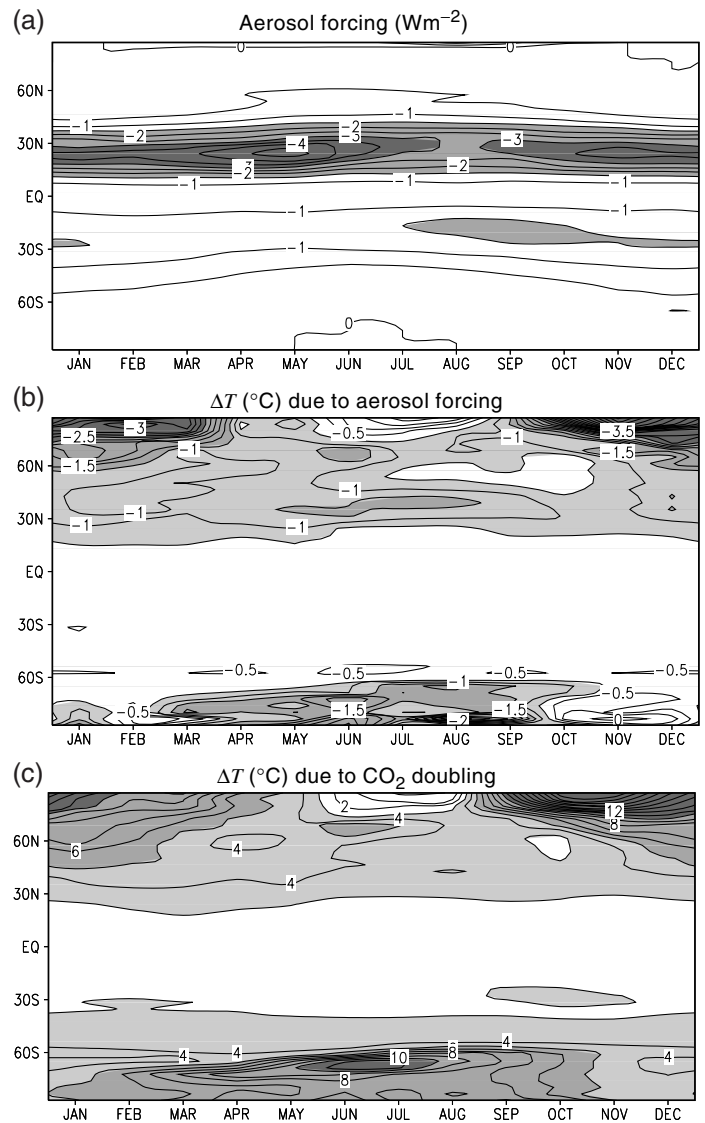 (a)
Aerosol forcing (Wm−2)
0 0
60N
−1 −1
−2 −2
30N −4 −3 −3
−3 −2
−2
EQ −1 −1 −1
−1 −1
30S −1
60S
0
JAN FEB MAR APR MAY JUN JUL AUG SEP OCT NOV DEC
(b)
ΔT (°C) due to aerosol forcing
−2.5 −3 −0.5 −1 −3.5
−1.5 −1 −1.5
60N
−1 −1
30N −1 −1
EQ
30S
−0.5 −0.5 −0.5 −0.5
60S −1
−0.5 −1.5 −1.5 −0.5
−2 0
JAN FEB MAR APR MAY JUN JUL AUG SEP OCT NOV DEC
(c)
ΔT (°C) due to CO2 doubling
2 12
4 8
60N 6 4
4
30N
EQ
30S
60S 4 4 10 8 4 4
8
JAN FEB MAR APR MAY JUN JUL AUG SEP OCT NOV DEC